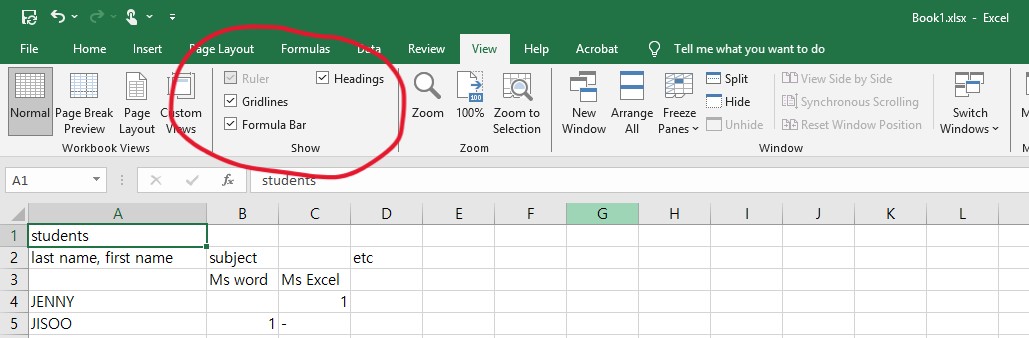 Book1.xlsx - Excel
File Home Insert Page Layout Formulas Data Review View Help Acrobat Tell me what you want to do
Normal
Page Break Preview
Page Layout
Custom Views
Workbook Views
Ruler
Gridlines
Formula Bar
Headings
Show
Zoom
100
100%
Zoom to Selection
Zoom
New Window
Arrange All
Freeze Panes
Split
Hide
Unhide
View Side by Side
Synchronous Scrolling
Reset Window Position
Window
Switch Windows
A1 fx students
A B C D E F G H I J K L
1 students
2 last name, first name subject etc
3 Ms word Ms Excel
4 JENNY 1
5 JISOO 1 -